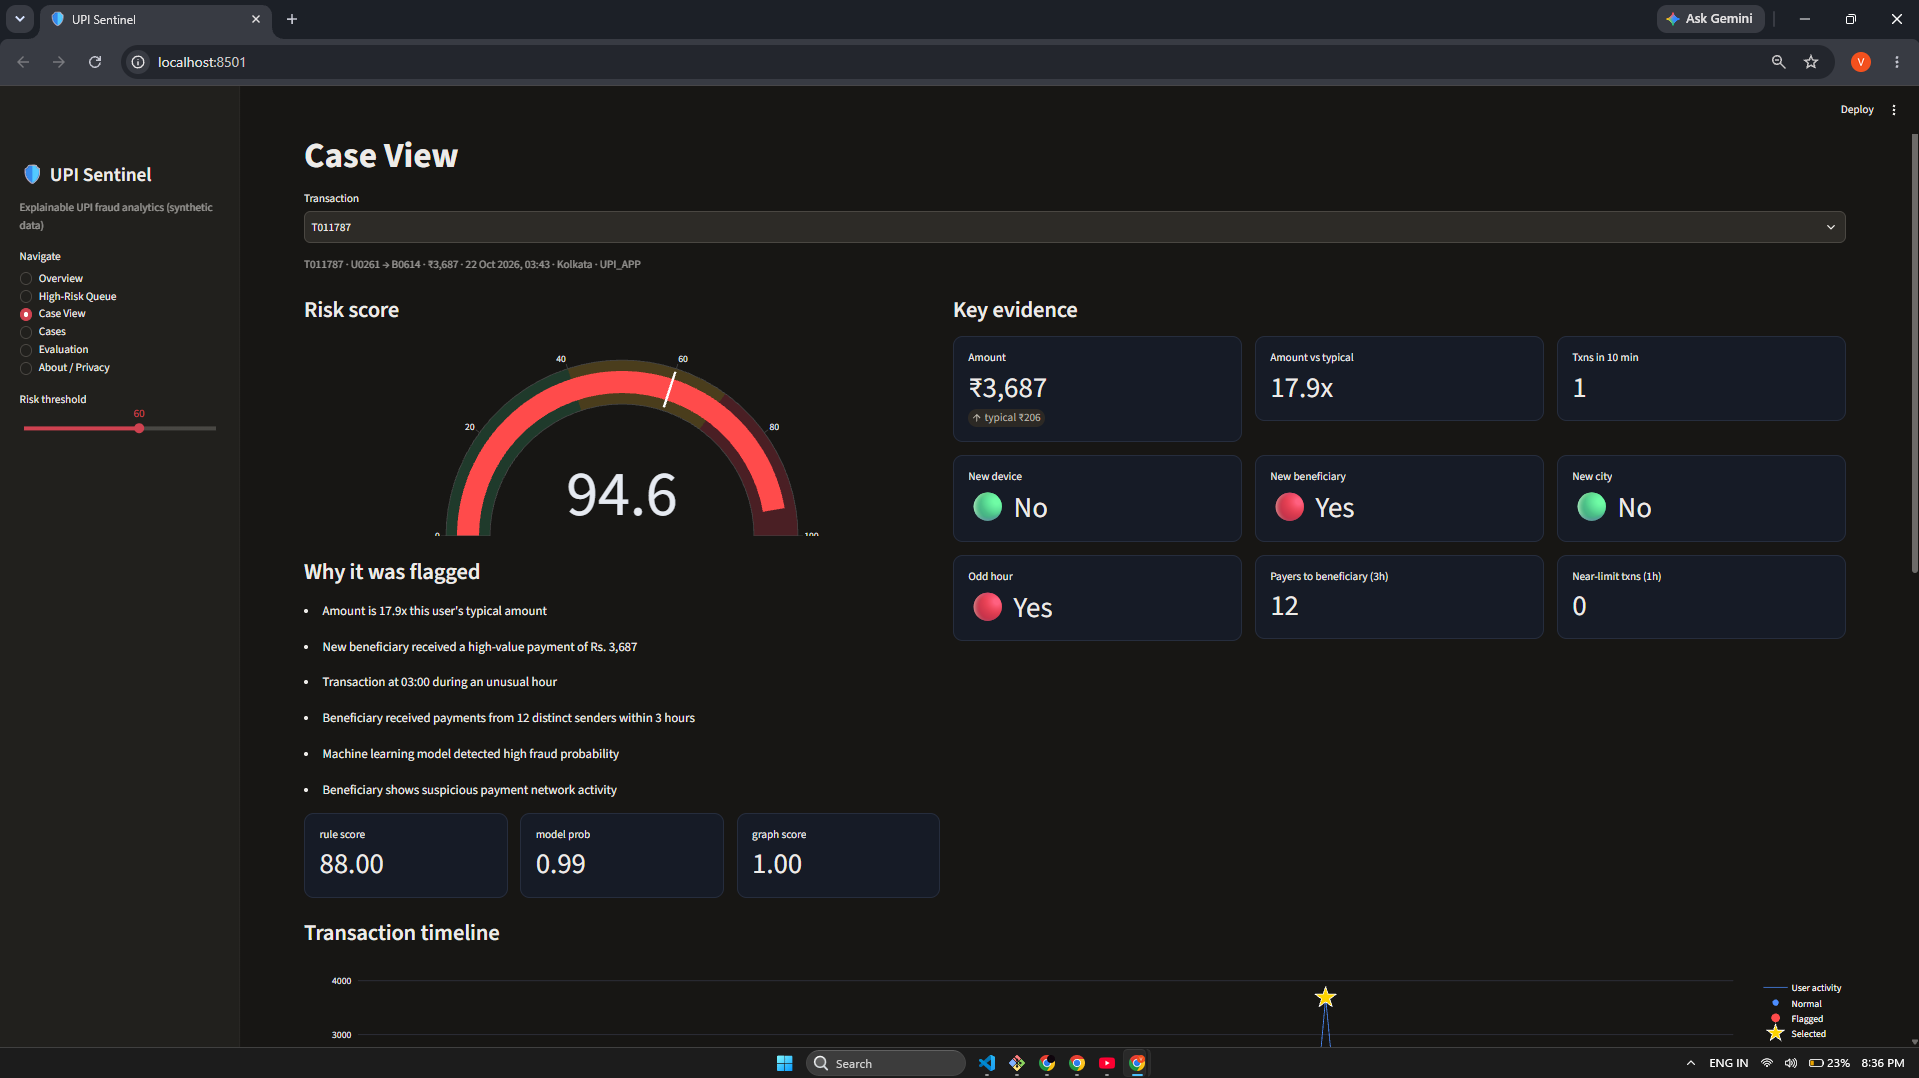 UPI Sentinel
Ask Gemini
localhost:8501
V
Deploy
UPI Sentinel
Explainable UPI fraud analytics (synthetic
data)
Navigate
Overview
High-Risk Queue
Case View
Cases
Evaluation
About / Privacy
Risk threshold
60
Case View
Transaction
T011787
T011787 · U0261 → B0614 · ₹3,687 · 22 Oct 2026, 03:43 · Kolkata · UPI_APP
Risk score
0
20
40
60
80
100
94.6
Why it was flagged
• Amount is 17.9x this user's typical amount
• New beneficiary received a high-value payment of Rs. 3,687
• Transaction at 03:00 during an unusual hour
• Beneficiary received payments from 12 distinct senders within 3 hours
• Machine learning model detected high fraud probability
• Beneficiary shows suspicious payment network activity
rule score
88.00
model prob
0.99
graph score
1.00
Key evidence
Amount
₹3,687
↑ typical ₹206
Amount vs typical
17.9x
Txns in 10 min
1
New device
No
New beneficiary
Yes
New city
No
Odd hour
Yes
Payers to beneficiary (3h)
12
Near-limit txns (1h)
0
Transaction timeline
4000
3000
User activity
Normal
Flagged
Selected
Search
ENG IN
23%
8:36 PM